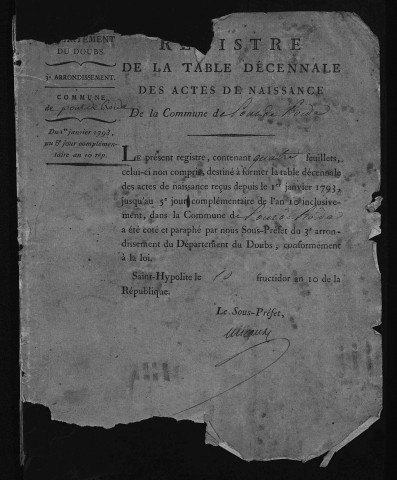 DÉPARTEMENT
DU DOUBS.
3e ARRONDISSEMENT.
COMMUNE
de
Du 1er janvier 1793,
au 5e jour complémen-
taire an 10 rép.
REGISTRE
DE LA TABLE DÉCENNALE
DES ACTES DE NAISSANCE
De la Commune de
LE présent registre, contenant quatre feuillets,
celui-ci non compris, destiné à former la table décennale
des actes de naissance reçus depuis le 1er janvier 1793,
jusqu'au 5e jour complémentaire de l'an 10e inclusive-
ment, dans la Commune de
a été coté et paraphé par nous Sous-Préfet du 3e arron-
dissement du Département du Doubs, conformément
à la loi.
Saint-Hypolite le 10 fructidor an 10 de la
République.
Le Sous-Préfet,